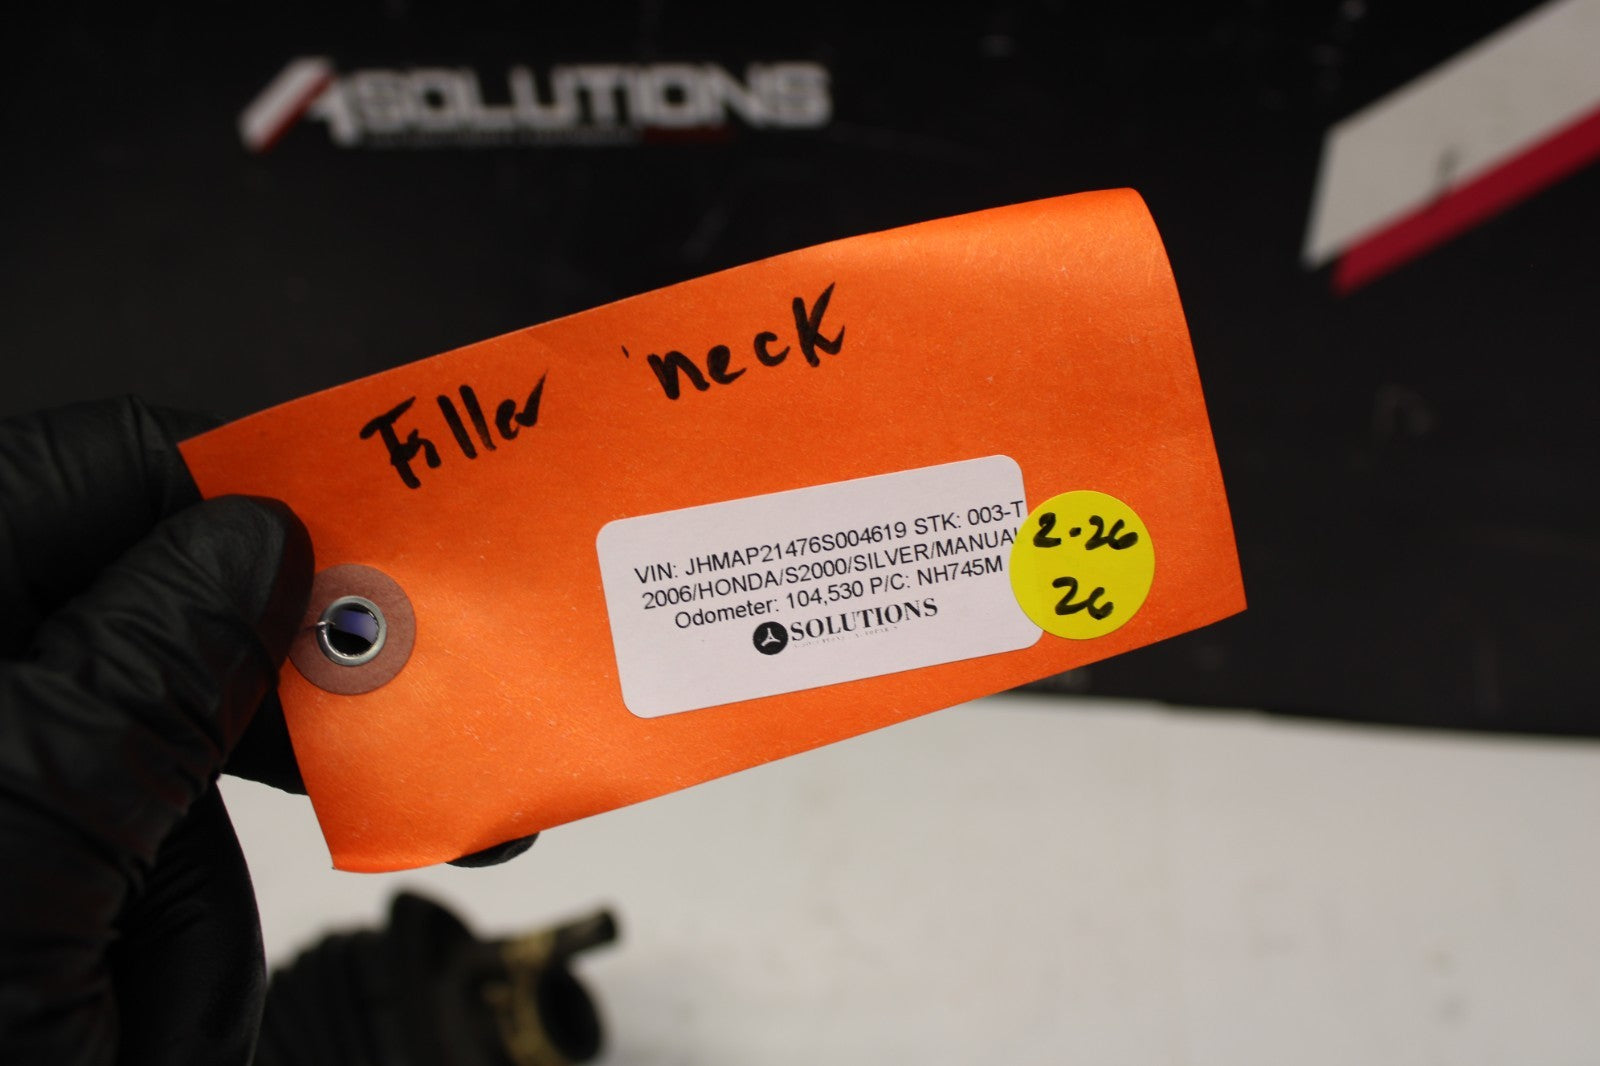 SOLUTIONS
Filler neck
VIN: JHMAP21476S004619 STK: 003-T
2006/HONDA/S2000/SILVER/MANUAL
Odometer: 104,530 P/C: NH745M
SOLUTIONS
2-26
26